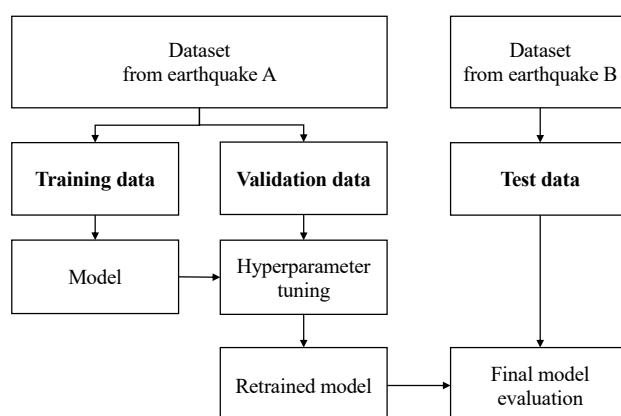 Dataset
from earthquake A
Dataset
from earthquake B
Training data
Validation data
Test data
Model
Hyperparameter
tuning
Retrained model
Final model
evaluation